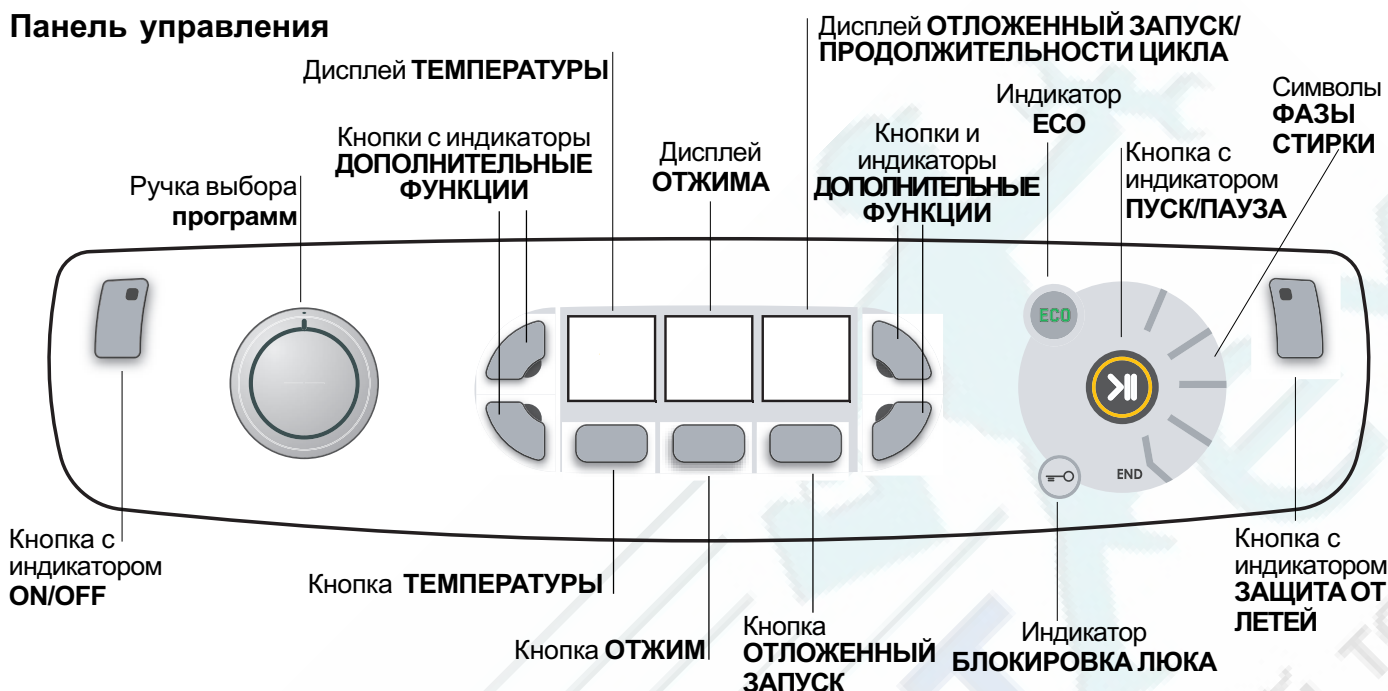 Панель управления
Дисплей ОТЛОЖЕННЫЙ ЗАПУСК/
ПРОДОЛЖИТЕЛЬНОСТИ ЦИКЛА
Дисплей ТЕМПЕРАТУРЫ
Индикатор
ECO
Символы
ФАЗЫ
СТИРКИ
Кнопки с индикаторы
ДОПОЛНИТЕЛЬНЫЕ
ФУНКЦИИ
Дисплей
ОТЖИМА
Кнопки и
индикаторы
ДОПОЛНИТЕЛЬНЫЕ
ФУНКЦИИ
Кнопка с
индикатором
ПУСК/ПАУЗА
Ручка выбора
программ
ECO
END
Кнопка с
индикатором
ON/OFF
Кнопка ТЕМПЕРАТУРЫ
Кнопка ОТЖИМ
Кнопка
ОТЛОЖЕННЫЙ
ЗАПУСК
Индикатор
БЛОКИРОВКА ЛЮКА
Кнопка с
индикатором
ЗАЩИТА ОТ
ЛЕТЕЙ